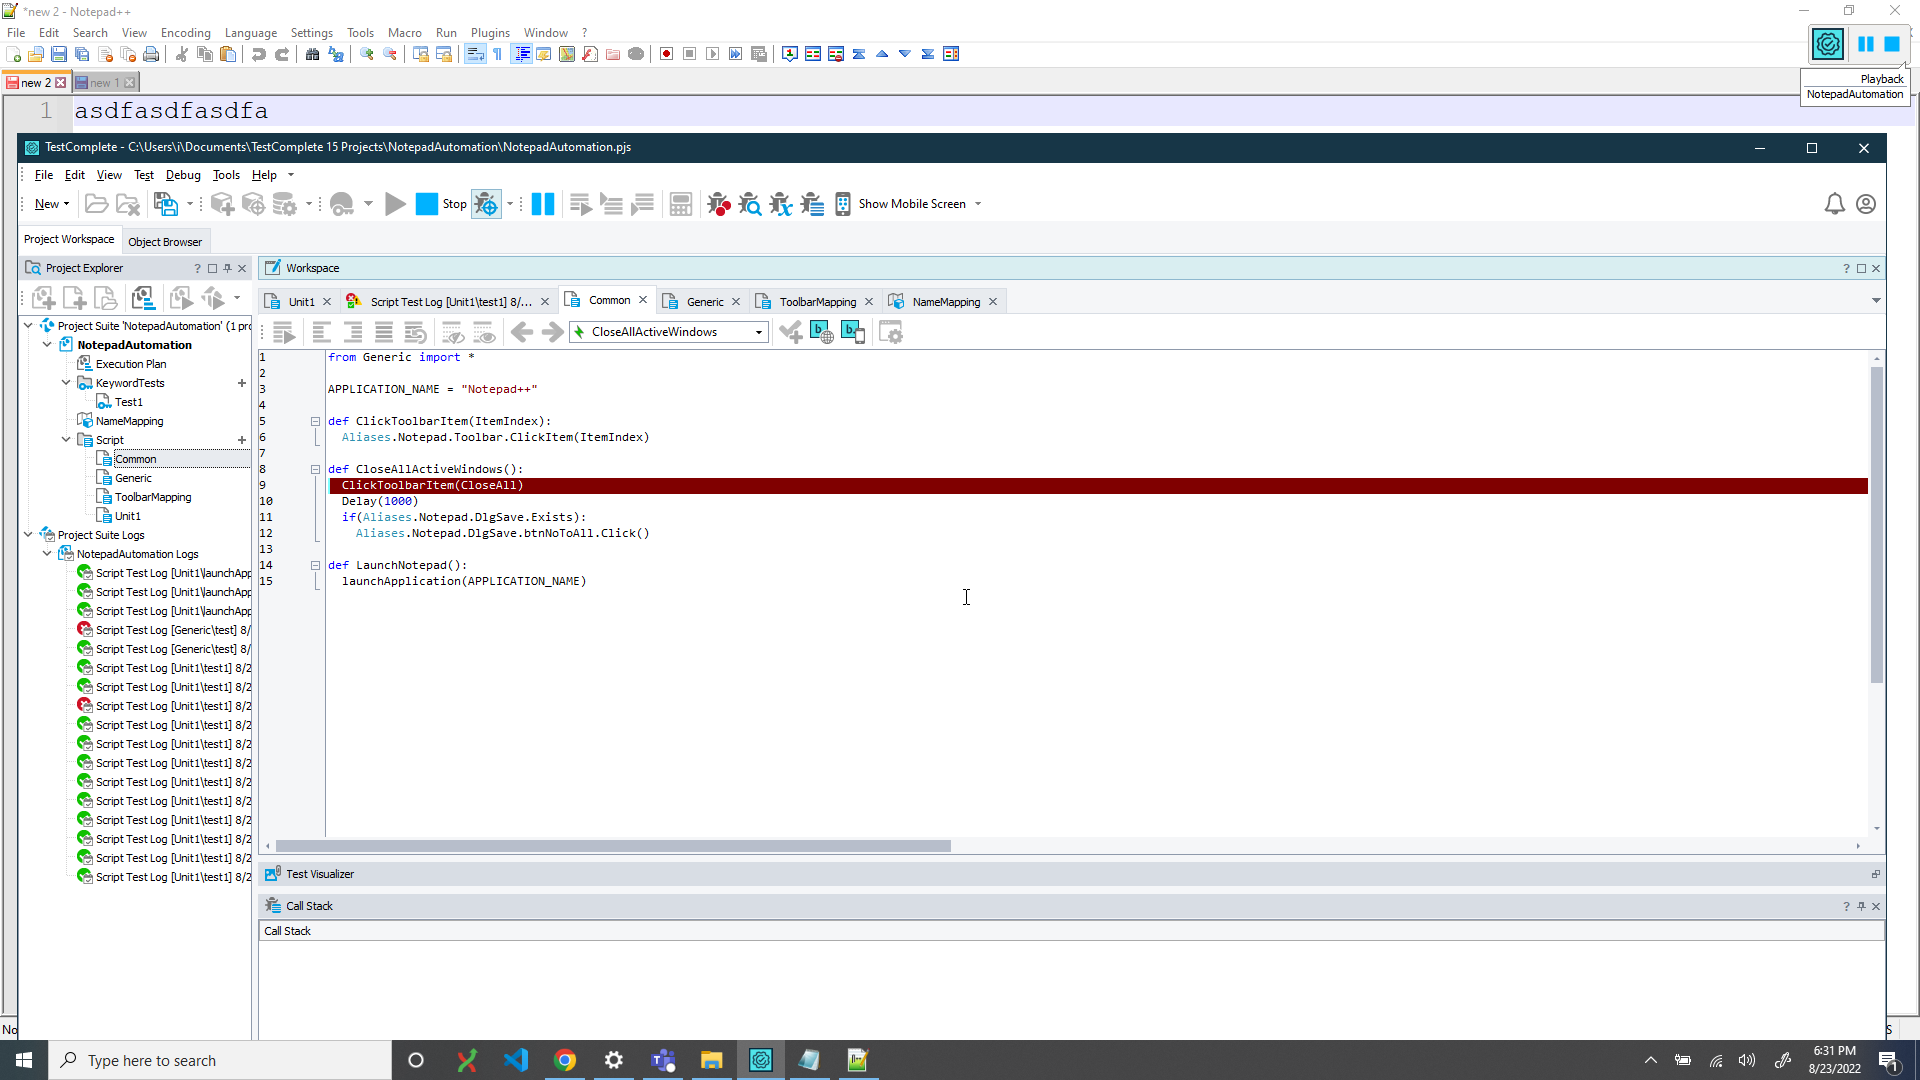 *new 2 - Notepad++
File Edit Search View Encoding Language Settings Tools Macro Run Plugins Window ?
new 2 new 1
Playback
NotepadAutomation
1 asdfasdfasdfa
TestComplete - C:\Users\i\Documents\TestComplete 15 Projects\NotepadAutomation\NotepadAutomation.pjs
File Edit View Test Debug Tools Help
New Stop Show Mobile Screen
Project Workspace Object Browser
Project Explorer ?
Workspace ?
Unit1 Script Test Log [Unit1\test1] 8/... Common Generic ToolbarMapping NameMapping
CloseAllActiveWindows
Project Suite 'NotepadAutomation' (1 pro
NotepadAutomation
Execution Plan
KeywordTests
Test1
NameMapping
Script
Common
Generic
ToolbarMapping
Unit1
Project Suite Logs
NotepadAutomation Logs
Script Test Log [Unit1\launchApp
Script Test Log [Unit1\launchApp
Script Test Log [Unit1\launchApp
Script Test Log [Generic\test] 8/
Script Test Log [Generic\test] 8/
Script Test Log [Unit1\test1] 8/2
Script Test Log [Unit1\test1] 8/2
Script Test Log [Unit1\test1] 8/2
Script Test Log [Unit1\test1] 8/2
Script Test Log [Unit1\test1] 8/2
Script Test Log [Unit1\test1] 8/2
Script Test Log [Unit1\test1] 8/2
Script Test Log [Unit1\test1] 8/2
Script Test Log [Unit1\test1] 8/2
Script Test Log [Unit1\test1] 8/2
Script Test Log [Unit1\test1] 8/2
Script Test Log [Unit1\test1] 8/2
1 from Generic import *
2
3 APPLICATION_NAME = "Notepad++"
4
5 def ClickToolbarItem(ItemIndex):
6 Aliases.Notepad.Toolbar.ClickItem(ItemIndex)
7
8 def CloseAllActiveWindows():
9 ClickToolbarItem(CloseAll)
10 Delay(1000)
11 if(Aliases.Notepad.DlgSave.Exists):
12 Aliases.Notepad.DlgSave.btnNoToAll.Click()
13
14 def LaunchNotepad():
15 launchApplication(APPLICATION_NAME)
Test Visualizer
Call Stack ?
Call Stack
No
S
Type here to search
6:31 PM
8/23/2022
1